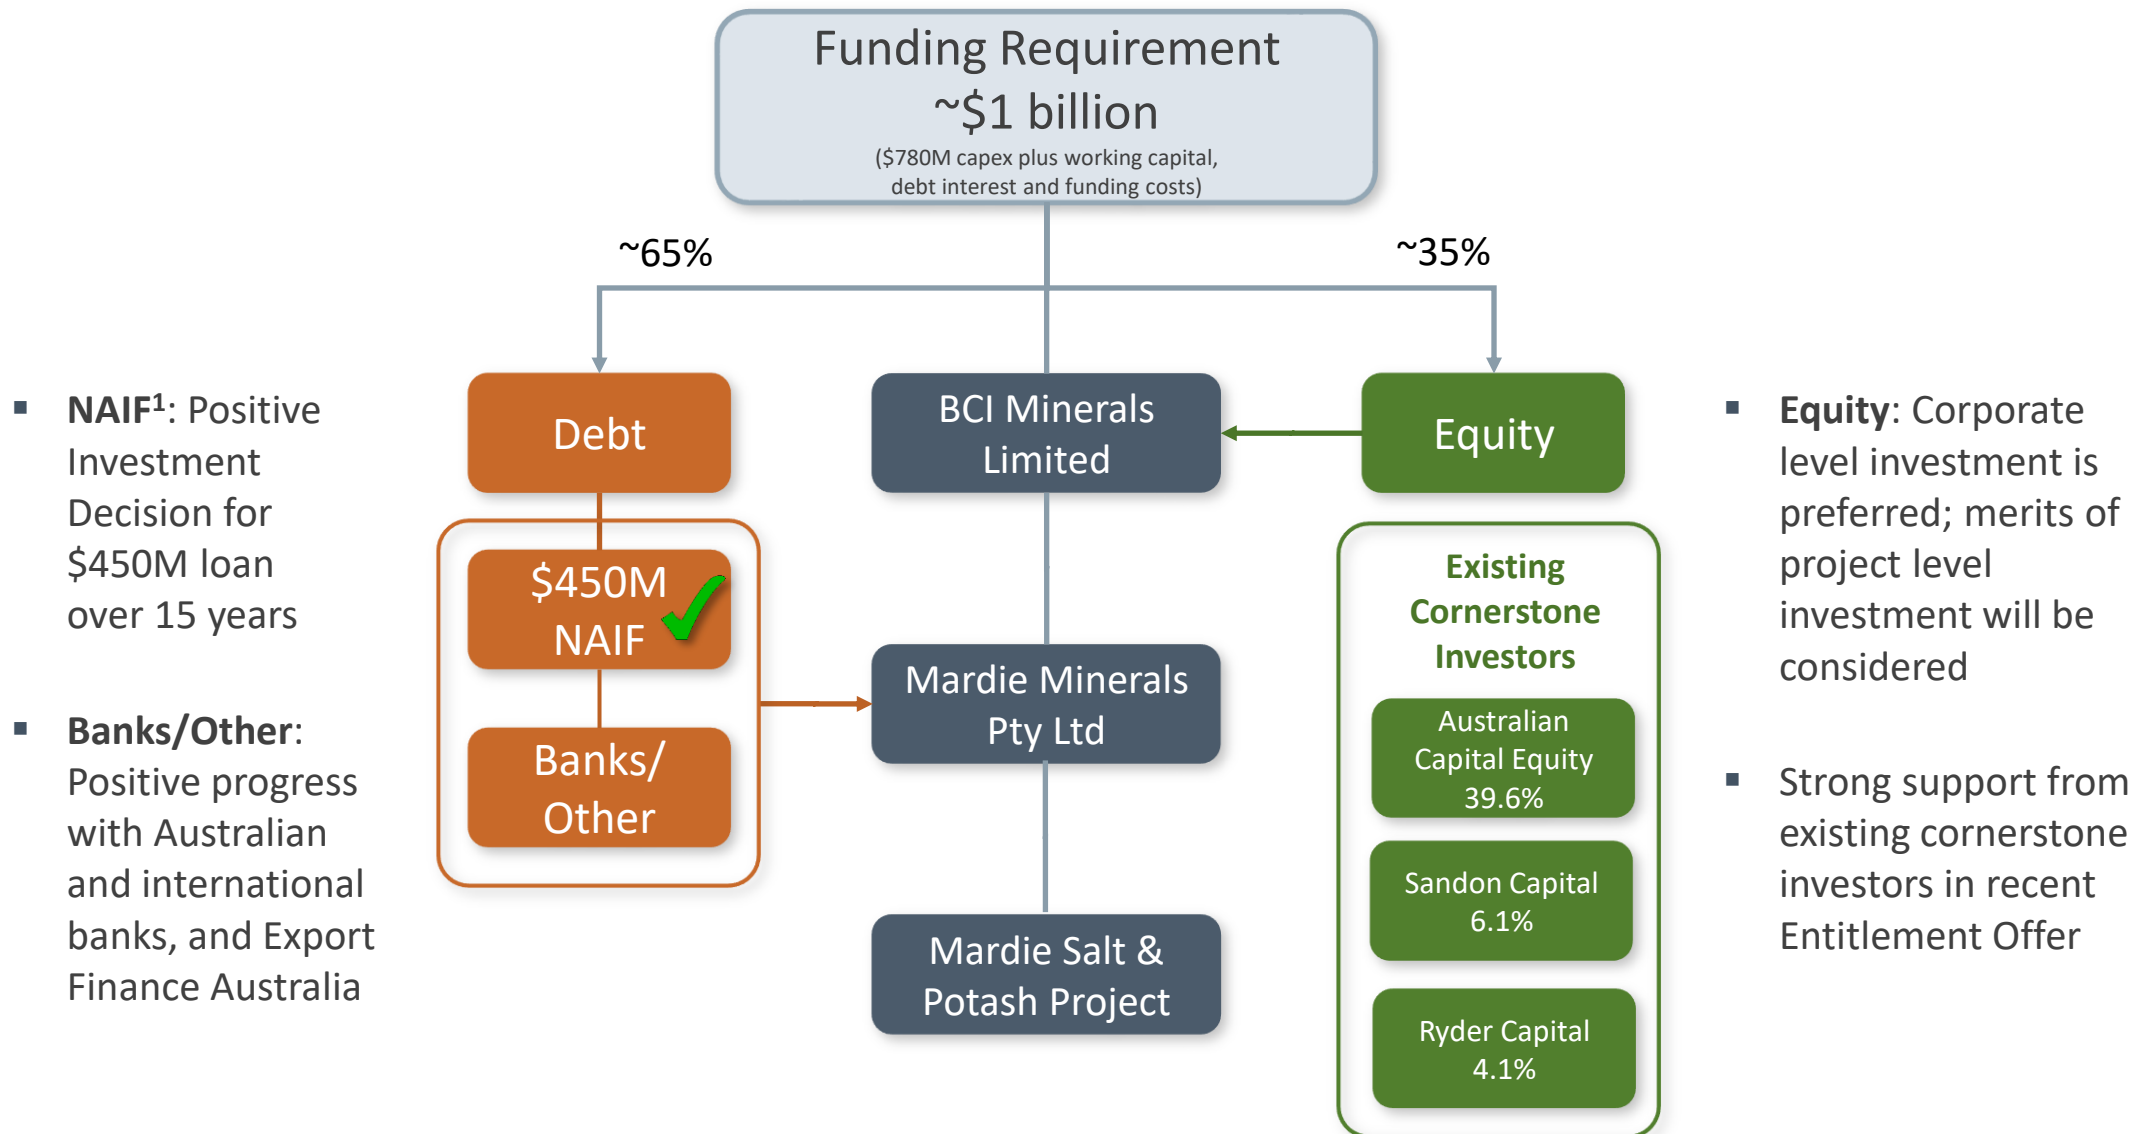 Funding Requirement
~$1 billion
($780M capex plus working capital,
debt interest and funding costs)
~65%
~35%
▪ NAIF¹: Positive
Investment
Decision for
$450M loan
over 15 years
▪ Banks/Other:
Positive progress
with Australian
and international
banks, and Export
Finance Australia
Debt
$450M
NAIF
Banks/
Other
BCI Minerals
Limited
Mardie Minerals
Pty Ltd
Mardie Salt &
Potash Project
Equity
Existing
Cornerstone
Investors
Australian
Capital Equity
39.6%
Sandon Capital
6.1%
Ryder Capital
4.1%
▪ Equity: Corporate
level investment is
preferred; merits of
project level
investment will be
considered
▪ Strong support from
existing cornerstone
investors in recent
Entitlement Offer